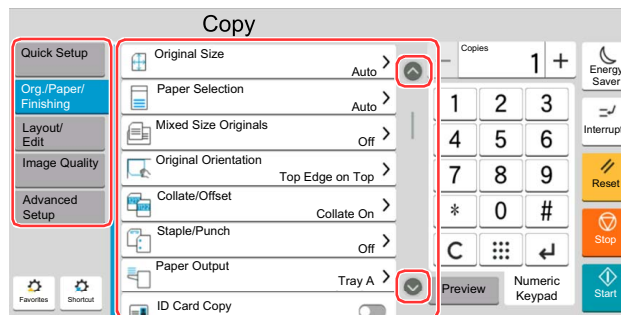 Copy
Quick Setup
Org./Paper/
Finishing
Layout/
Edit
Image Quality
Advanced
Setup
Favorites
Shortcut
Original Size
Auto
Paper Selection
Auto
Mixed Size Originals
Off
Original Orientation
Top Edge on Top
Collate/Offset
Collate On
Staple/Punch
Off
Paper Output
Tray A
ID Card Copy
Copies
− 1 +
1 2 3
4 5 6
7 8 9
* 0 #
C
Preview
Numeric
Keypad
Energy
Saver
Interrupt
Reset
Stop
Start